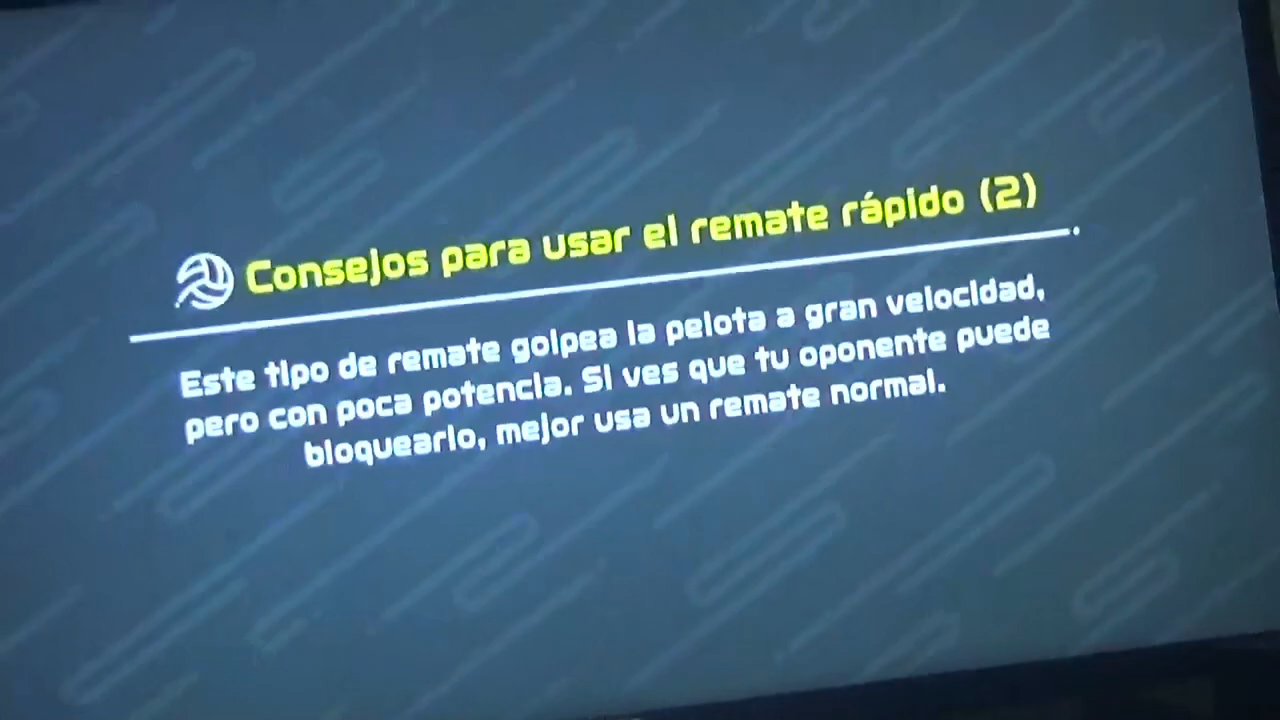 Consejos para usar el remate rápido (2)
Este tipo de remate golpea la pelota a gran velocidad,
pero con poca potencia. Si ves que tu oponente puede
bloquearlo, mejor usa un remate normal.